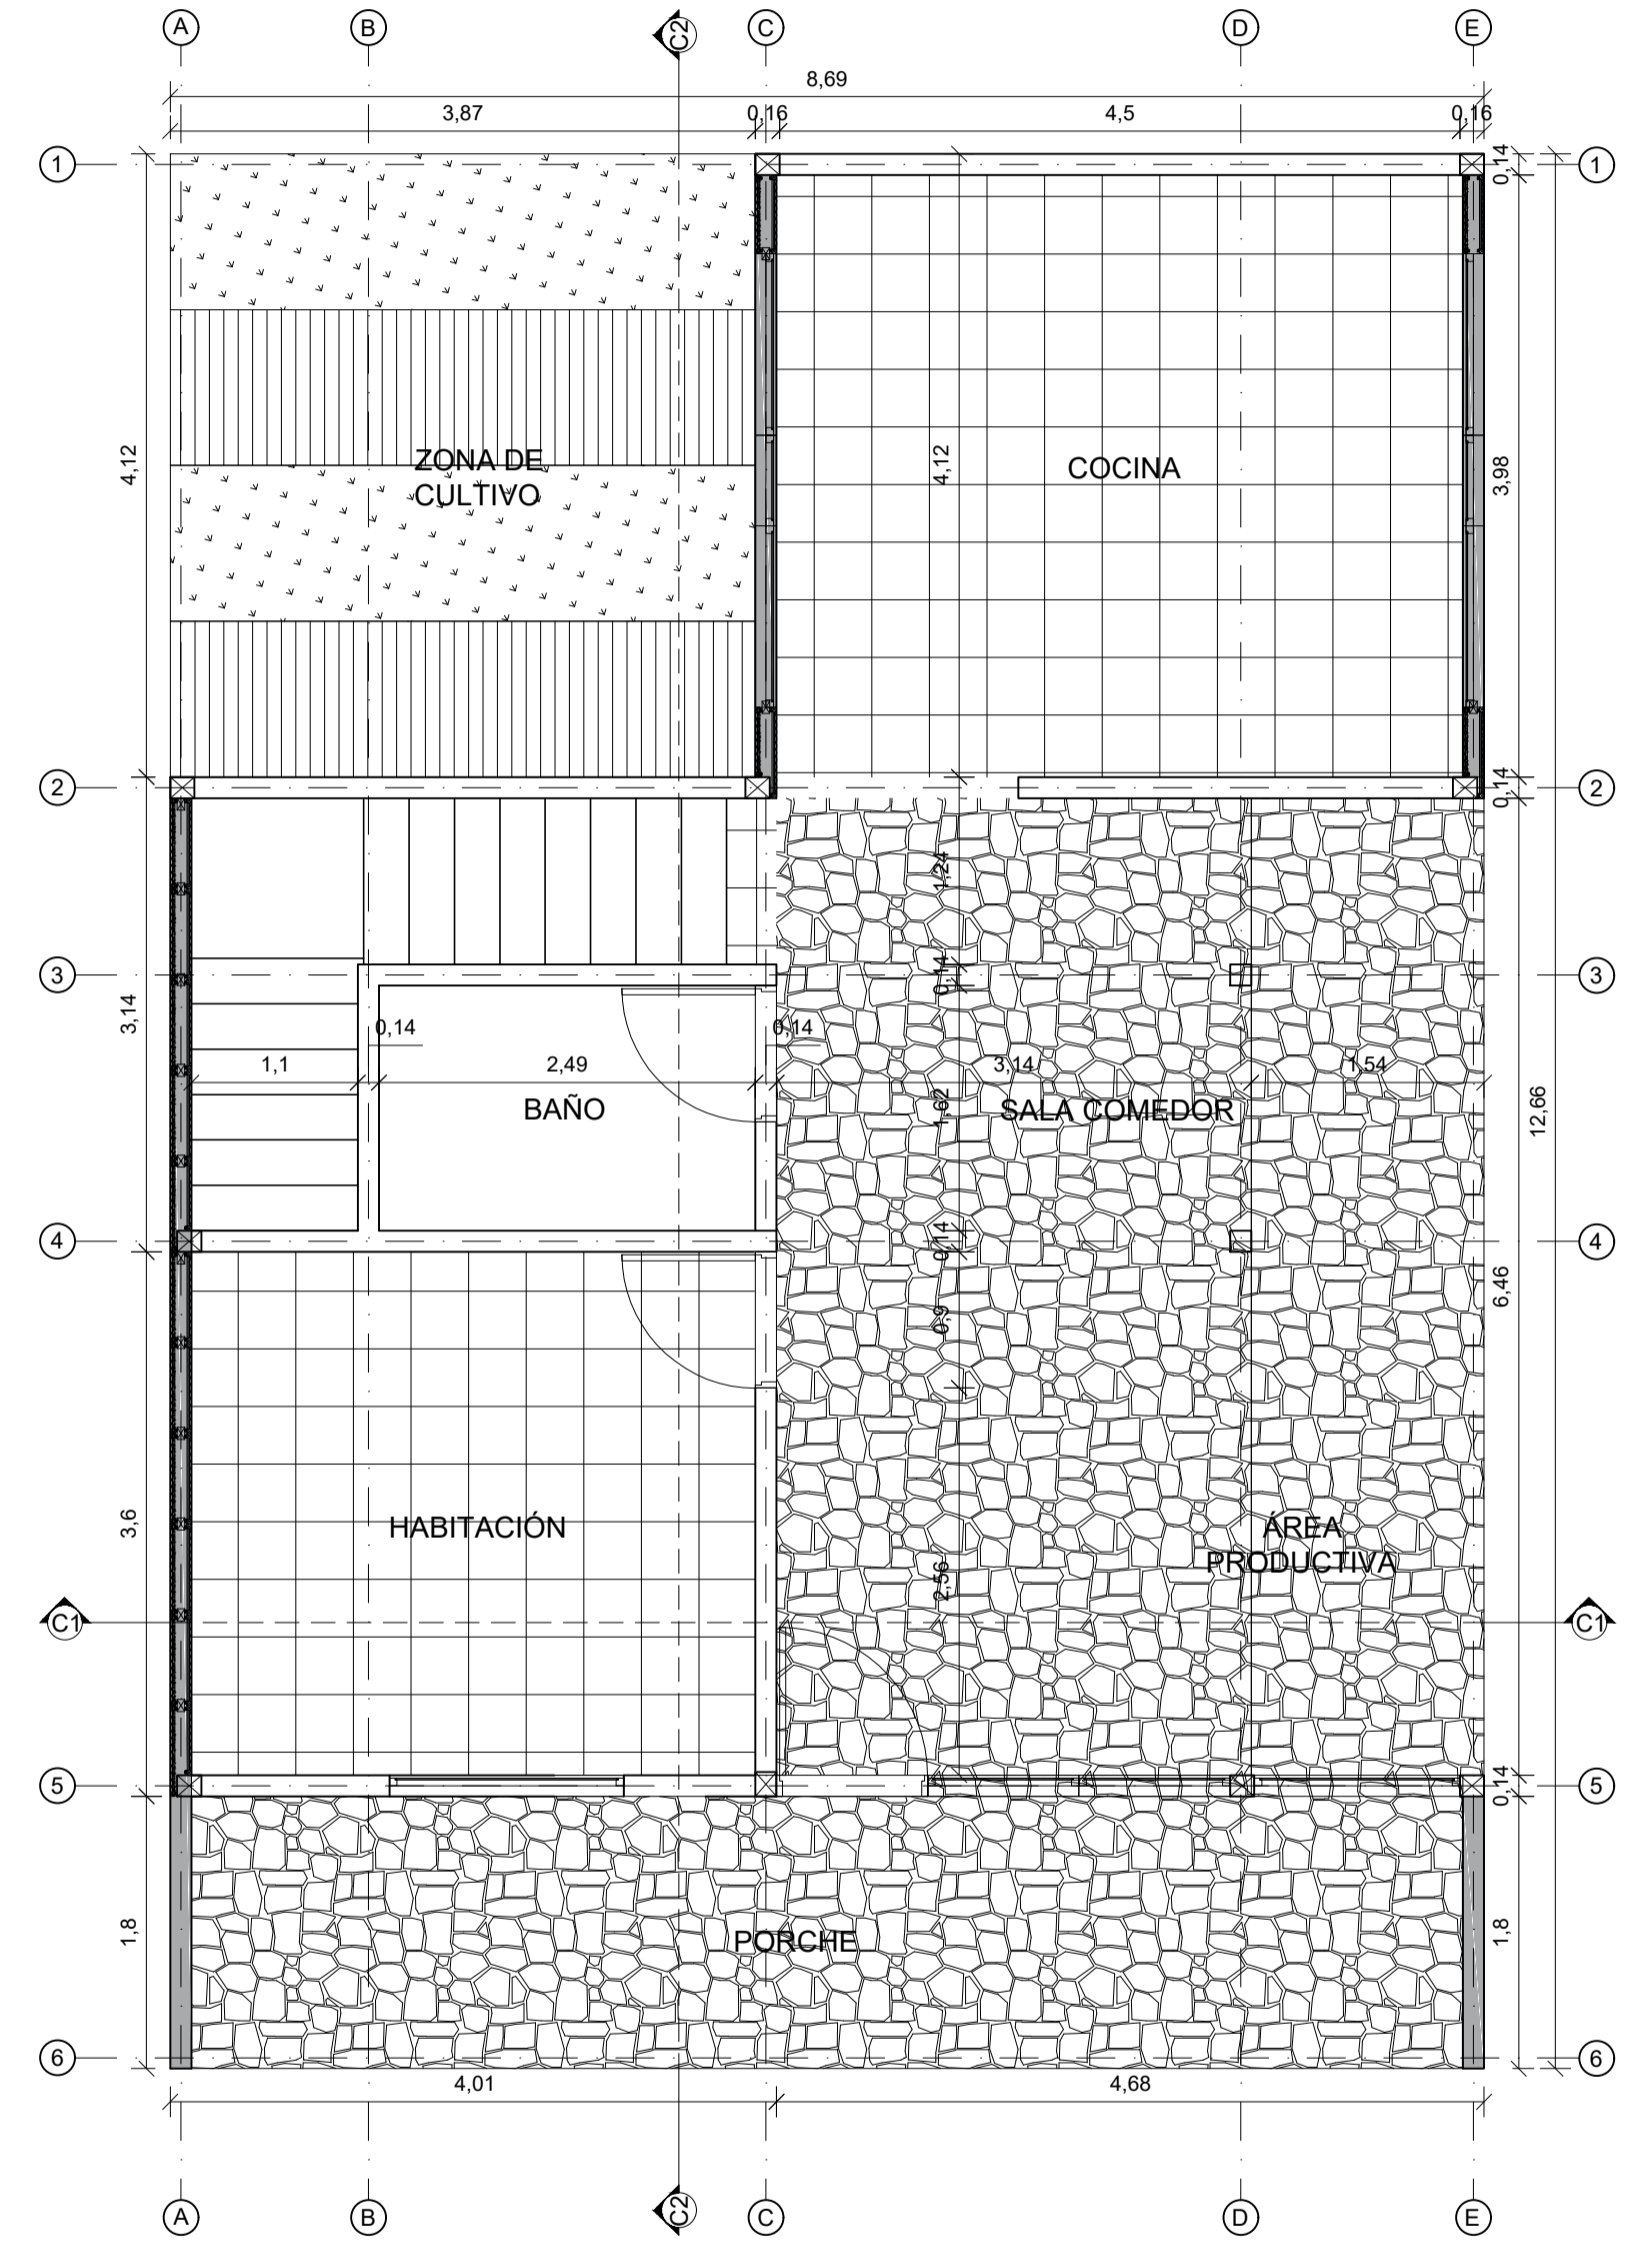 A
B
C2
C
D
E
8,69
3,87
0,16
4,5
0,16
1
0,14
1
4,12
ZONA DE
CULTIVO
4,12
COCINA
3,98
2
0,14
2
1,24
3
0,14
3
3,14
0,14
0,14
1,1
2,49
3,14
1,54
BAÑO
1,62
SALA COMEDOR
12,66
4
0,14
4
0,9
6,46
3,6
HABITACIÓN
ÁREA
PRODUCTIVA
2,56
C1
C1
5
0,14
5
1,8
PORCHE
1,8
6
6
4,01
4,68
A
B
C2
C
D
E